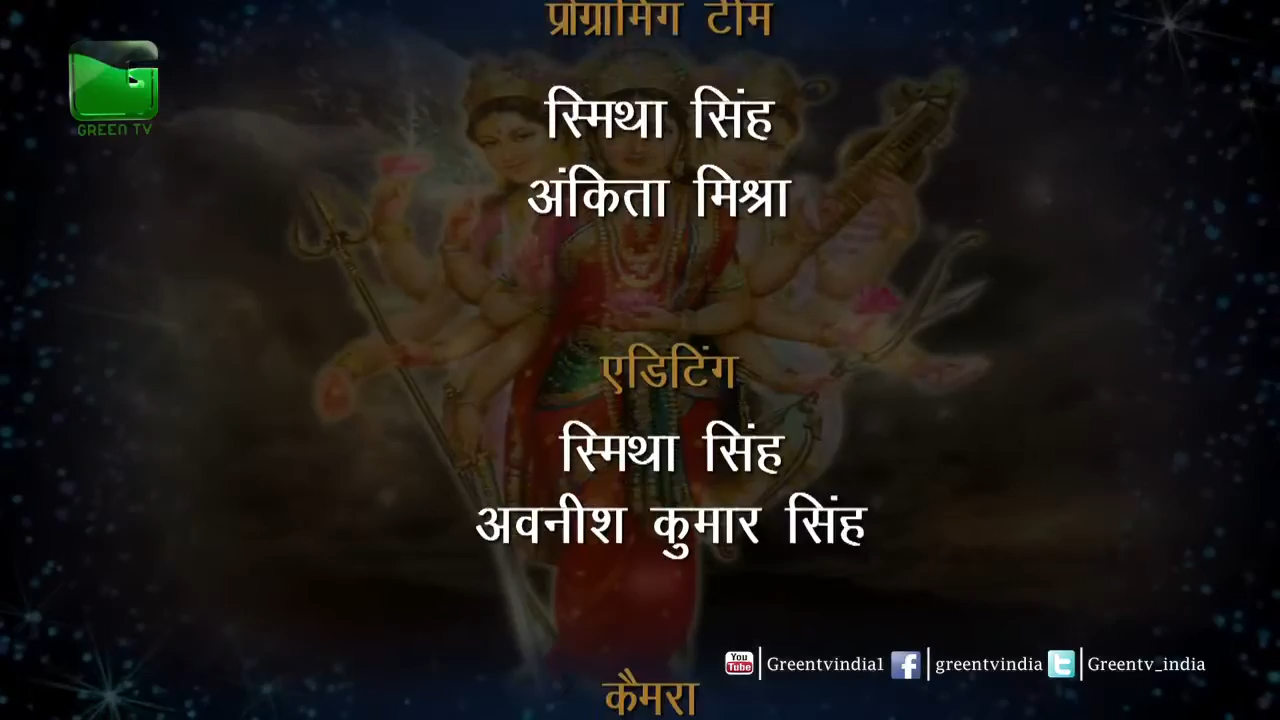 प्रोग्रामिंग टीम
GREEN TV
स्मिथा सिंह
अंकिता मिश्रा
एडिटिंग
स्मिथा सिंह
अवनीश कुमार सिंह
You Tube Greentvindia1 greentvindia Greentv_india
कैमरा